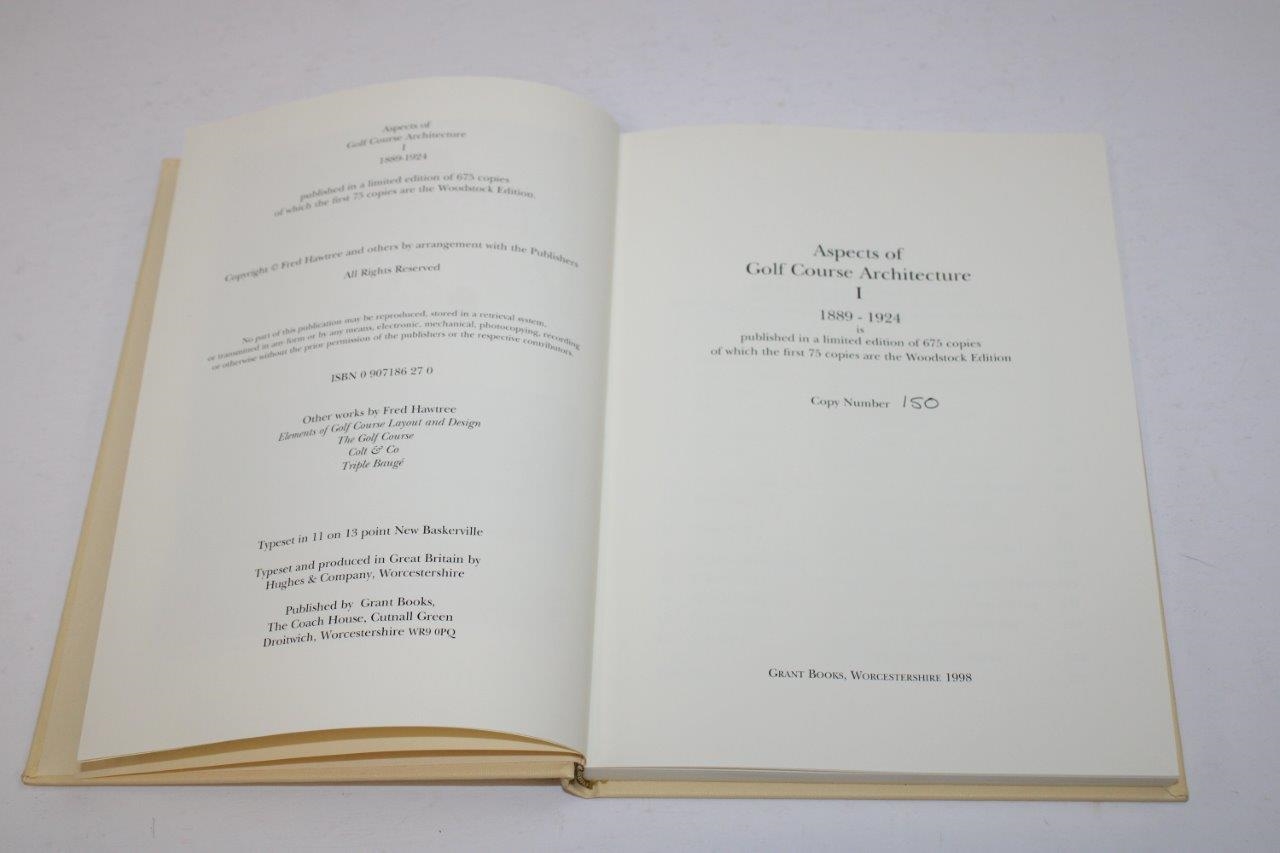 Aspects of
Golf Course Architecture
I
1889-1924
published in a limited edition of 675 copies
of which the first 75 copies are the Woodstock Edition.
Copyright © Fred Hawtree and others by arrangement with the Publishers
All Rights Reserved
No part of this publication may be reproduced, stored in a retrieval system,
or transmitted in any form or by any means, electronic, mechanical, photocopying, recording
or otherwise without the prior permission of the publishers or the respective contributors.
ISBN 0 907186 27 0
Other works by Fred Hawtree
Elements of Golf Course Layout and Design
The Golf Course
Colt & Co
Triple Baugé
Typeset in 11 on 13 point New Baskerville
Typeset and produced in Great Britain by
Hughes & Company, Worcestershire
Published by Grant Books,
The Coach House, Cutnall Green
Droitwich, Worcestershire WR9 0PQ
Aspects of
Golf Course Architecture
I
1889 - 1924
is
published in a limited edition of 675 copies
of which the first 75 copies are the Woodstock Edition
Copy Number 150
GRANT BOOKS, WORCESTERSHIRE 1998